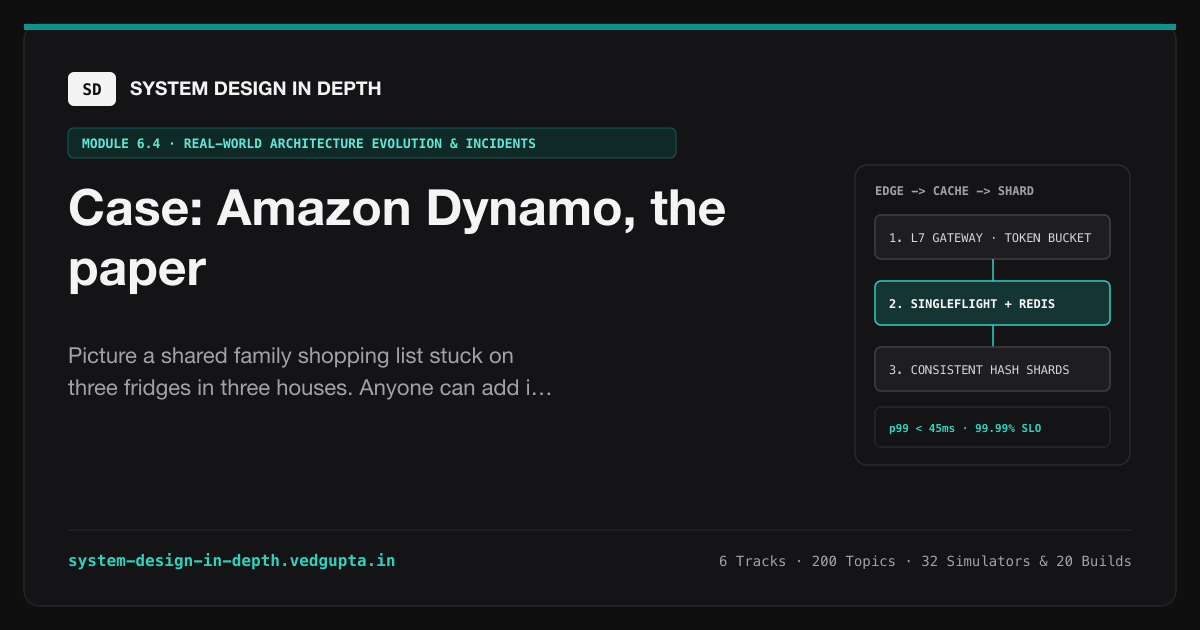 SD
SYSTEM DESIGN IN DEPTH
MODULE 6.4 · REAL-WORLD ARCHITECTURE EVOLUTION & INCIDENTS
Case: Amazon Dynamo, the
paper
Picture a shared family shopping list stuck on
three fridges in three houses. Anyone can add i…
EDGE -> CACHE -> SHARD
1. L7 GATEWAY · TOKEN BUCKET
2. SINGLEFLIGHT + REDIS
3. CONSISTENT HASH SHARDS
p99 < 45ms · 99.99% SLO
system-design-in-depth.vedgupta.in
6 Tracks · 200 Topics · 32 Simulators & 20 Builds